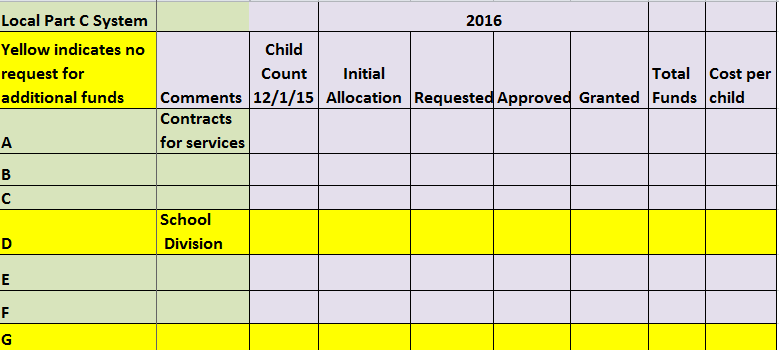 Local Part C System 2016
Yellow indicates no
request for
additional funds
Comments
Child
Count
12/1/15
Initial
Allocation
Requested
Approved
Granted
Total
Funds
Cost per
child
A
Contracts
for services
B
C
D
School
Division
E
F
G